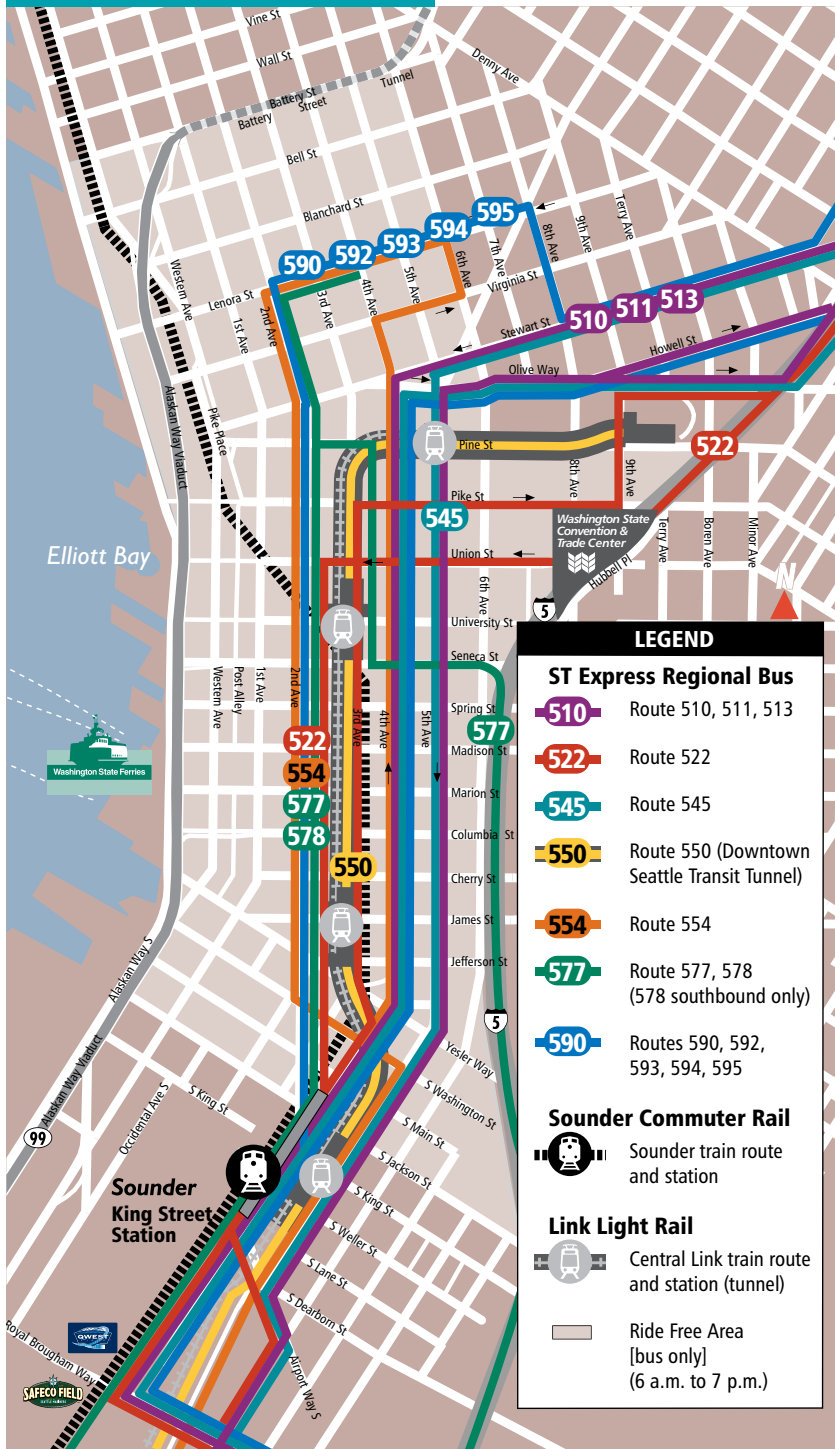 Vine St
Wall St
Denny Ave
Battery St
Tunnel
Battery
Street
Bell St
Blanchard St
Terry Ave
595
594
593
592
590
9th Ave
8th Ave
7th Ave
6th Ave
5th Ave
4th Ave
3rd Ave
2nd Ave
1st Ave
Western Ave
Lenora St
Virginia St
Stewart St
510
511
513
Howell St
Olive Way
Alaskan Way Viaduct
Pike Place
Pine St
522
8th Ave
9th Ave
Pike St
545
Washington State
Convention &
Trade Center
Terry Ave
Boren Ave
Minor Ave
Elliott Bay
Union St
Hubbell Pl
6th Ave
5
N
University St
Seneca St
Western Ave
Post Alley
1st Ave
2nd Ave
3rd Ave
4th Ave
5th Ave
Spring St
577
Madison St
522
554
577
578
Washington State Ferries
Marion St
Columbia St
550
Cherry St
James St
Jefferson St
5
Alaskan Way S
Alaskan Way Viaduct
99
Yesler Way
S Washington St
S Main St
S Jackson St
S King St
S Weller St
S Lane St
S Dearborn St
Airport Way S
S King St
Occidental Ave S
Sounder
King Street
Station
Royal Brougham Way
QWEST
SAFECO FIELD
LEGEND
ST Express Regional Bus
510 Route 510, 511, 513
522 Route 522
545 Route 545
550 Route 550 (Downtown
Seattle Transit Tunnel)
554 Route 554
577 Route 577, 578
(578 southbound only)
590 Routes 590, 592,
593, 594, 595
Sounder Commuter Rail
Sounder train route
and station
Link Light Rail
Central Link train route
and station (tunnel)
Ride Free Area
[bus only]
(6 a.m. to 7 p.m.)